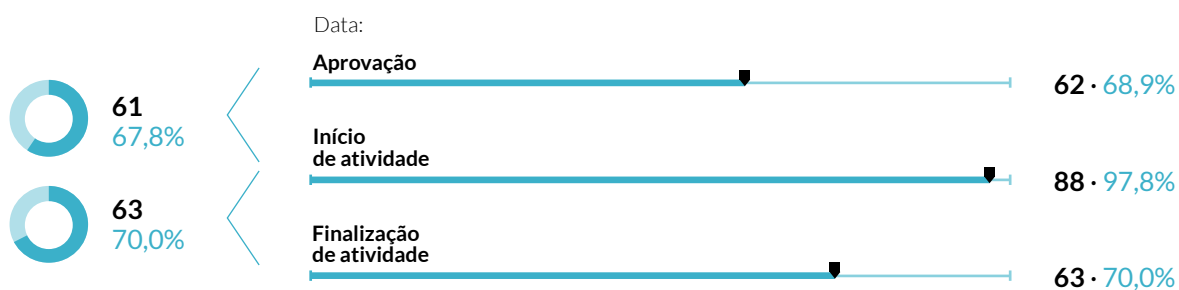 Data:
Aprovação
62 · 68,9%
61
67,8%
Início
de atividade
88 · 97,8%
63
70,0%
Finalização
de atividade
63 · 70,0%